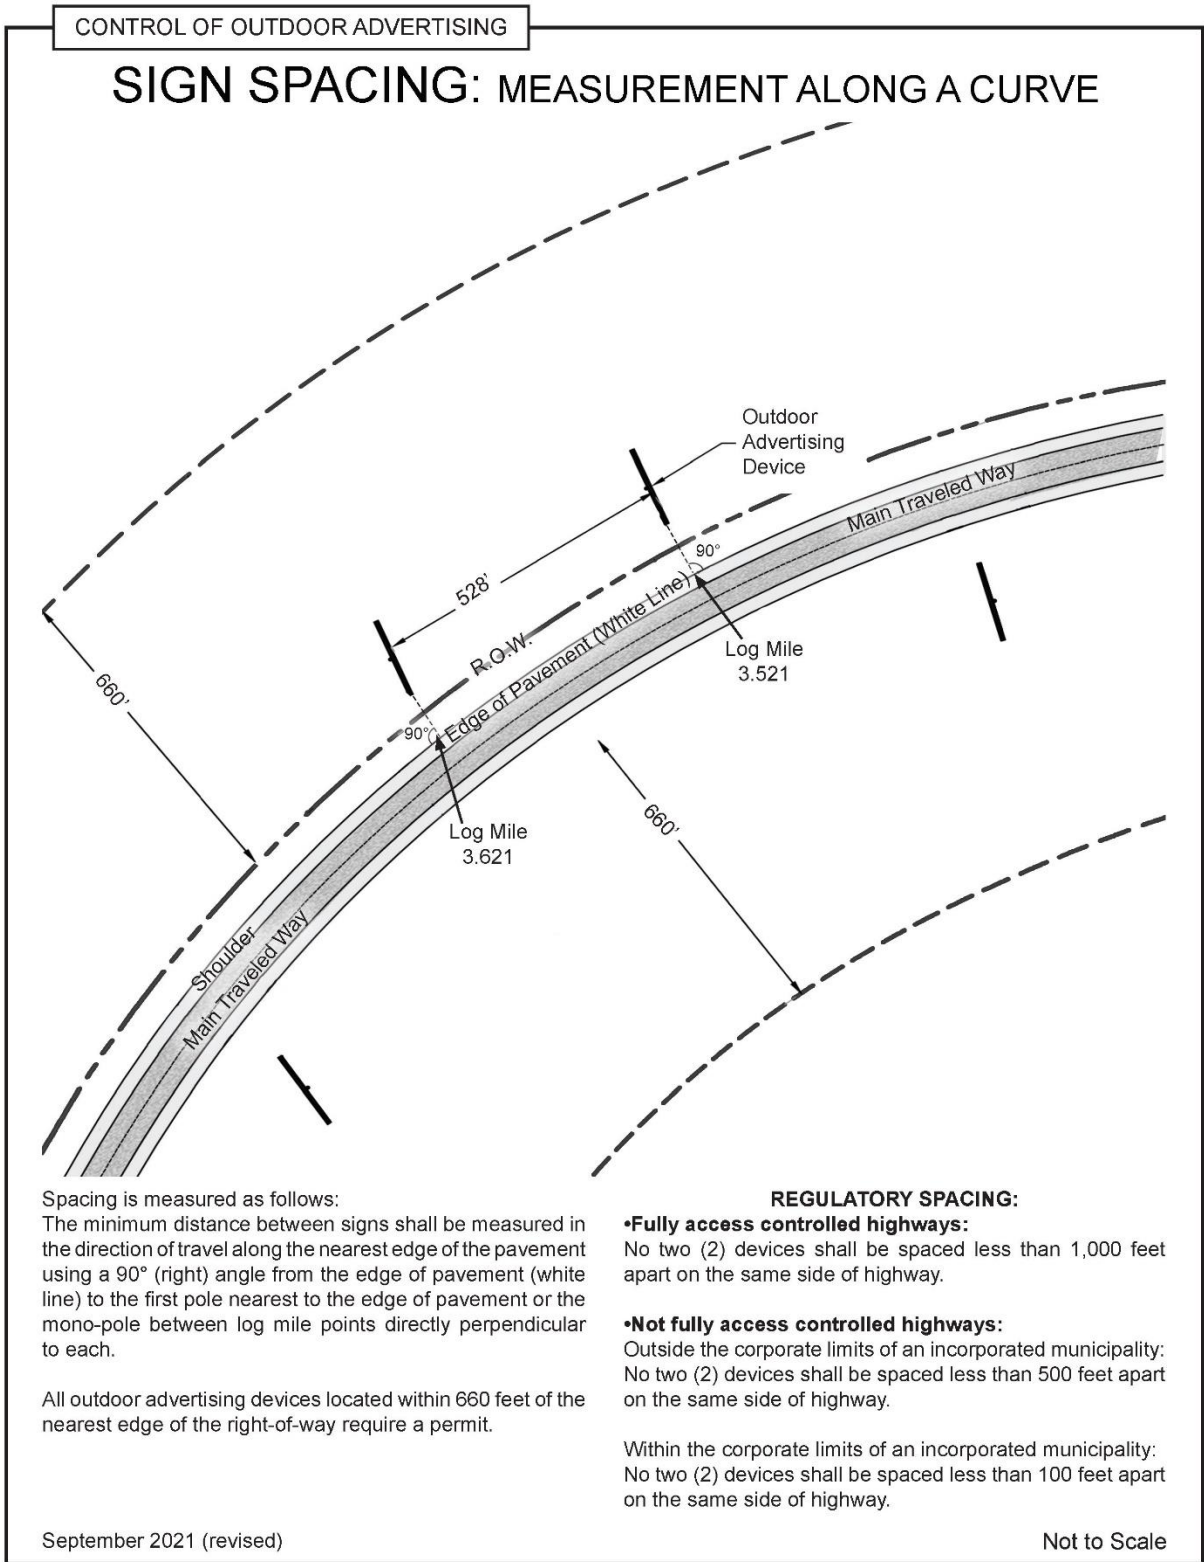 CONTROL OF OUTDOOR ADVERTISING
SIGN SPACING: MEASUREMENT ALONG A CURVE
Outdoor
Advertising
Device
Main Traveled Way
90°
528'
R.O.W.
Edge of Pavement (White Line)
Log Mile
3.521
660'
90°
660'
Log Mile
3.621
Shoulder
Main Traveled Way
Spacing is measured as follows:
The minimum distance between signs shall be measured in
the direction of travel along the nearest edge of the pavement
using a 90° (right) angle from the edge of pavement (white
line) to the first pole nearest to the edge of pavement or the
mono-pole between log mile points directly perpendicular
to each.
All outdoor advertising devices located within 660 feet of the
nearest edge of the right-of-way require a permit.
REGULATORY SPACING:
•Fully access controlled highways:
No two (2) devices shall be spaced less than 1,000 feet
apart on the same side of highway.
•Not fully access controlled highways:
Outside the corporate limits of an incorporated municipality:
No two (2) devices shall be spaced less than 500 feet apart
on the same side of highway.
Within the corporate limits of an incorporated municipality:
No two (2) devices shall be spaced less than 100 feet apart
on the same side of highway.
September 2021 (revised)
Not to Scale